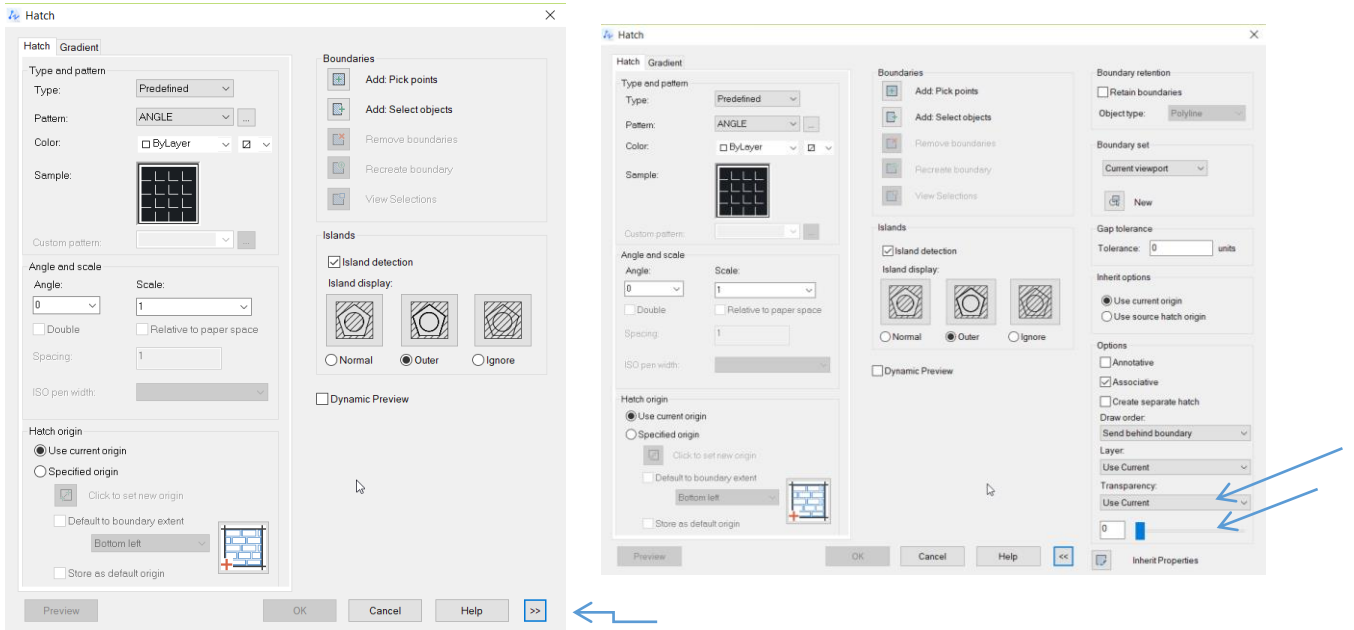 Hatch
Hatch Gradient
Type and pattern
Type: Predefined
Pattern: ANGLE ...
Color: ByLayer
Sample:
Custom pattern: ...
Angle and scale
Angle: Scale:
0 1
Double Relative to paper space
Spacing: 1
ISO pen width:
Hatch origin
Use current origin
Specified origin
Click to set new origin
Default to boundary extent
Bottom left
Store as default origin
Boundaries
Add: Pick points
Add: Select objects
Remove boundaries
Recreate boundary
View Selections
Islands
Island detection
Island display:
Normal Outer Ignore
Dynamic Preview
Preview OK Cancel Help >>
Hatch
Hatch Gradient
Type and pattern
Type: Predefined
Pattern: ANGLE ...
Color: ByLayer
Sample:
Custom pattern: ...
Angle and scale
Angle: Scale:
0 1
Double Relative to paper space
Spacing: 1
ISO pen width:
Hatch origin
Use current origin
Specified origin
Click to set new origin
Default to boundary extent
Bottom left
Store as default origin
Boundaries
Add: Pick points
Add: Select objects
Remove boundaries
Recreate boundary
View Selections
Islands
Island detection
Island display:
Normal Outer Ignore
Dynamic Preview
Boundary retention
Retain boundaries
Object type: Polyline
Boundary set
Current viewport
New
Gap tolerance
Tolerance: 0 units
Inherit options
Use current origin
Use source hatch origin
Options
Annotative
Associative
Create separate hatch
Draw order:
Send behind boundary
Layer:
Use Current
Transparency:
Use Current
0
Inherit Properties
Preview OK Cancel Help <<